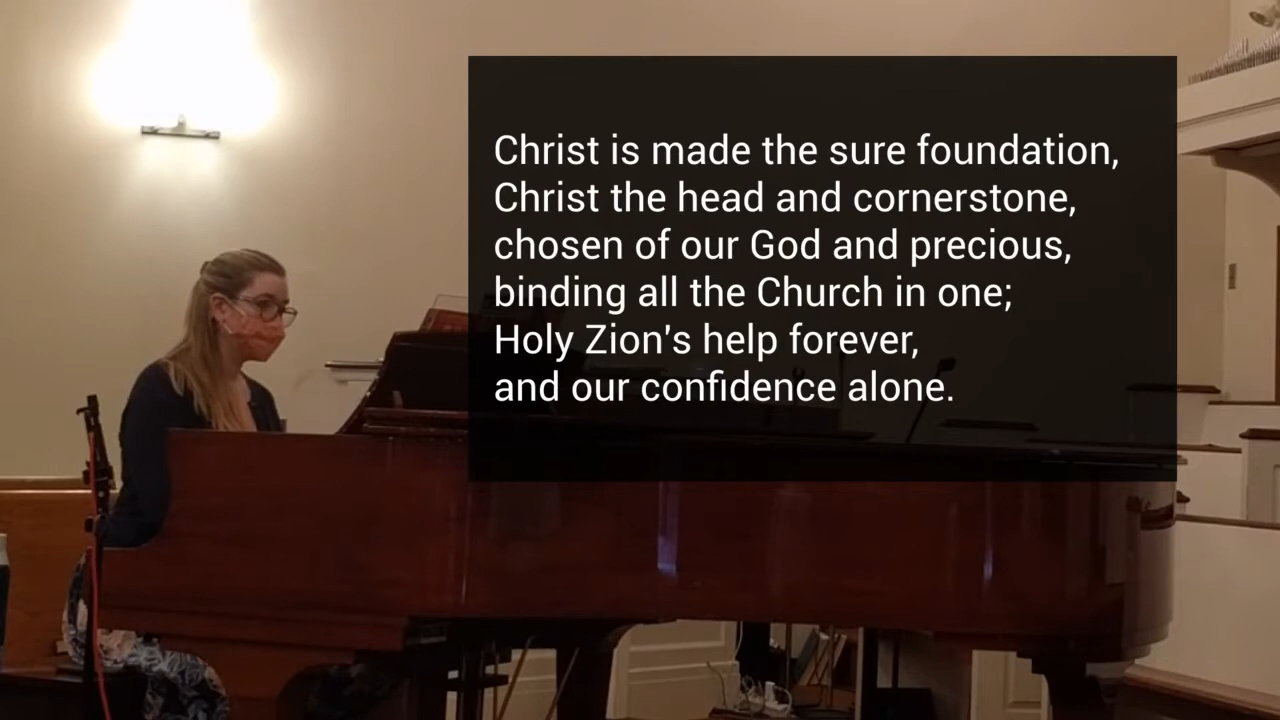 Christ is made the sure foundation,
Christ the head and cornerstone,
chosen of our God and precious,
binding all the Church in one;
Holy Zion's help forever,
and our confidence alone.